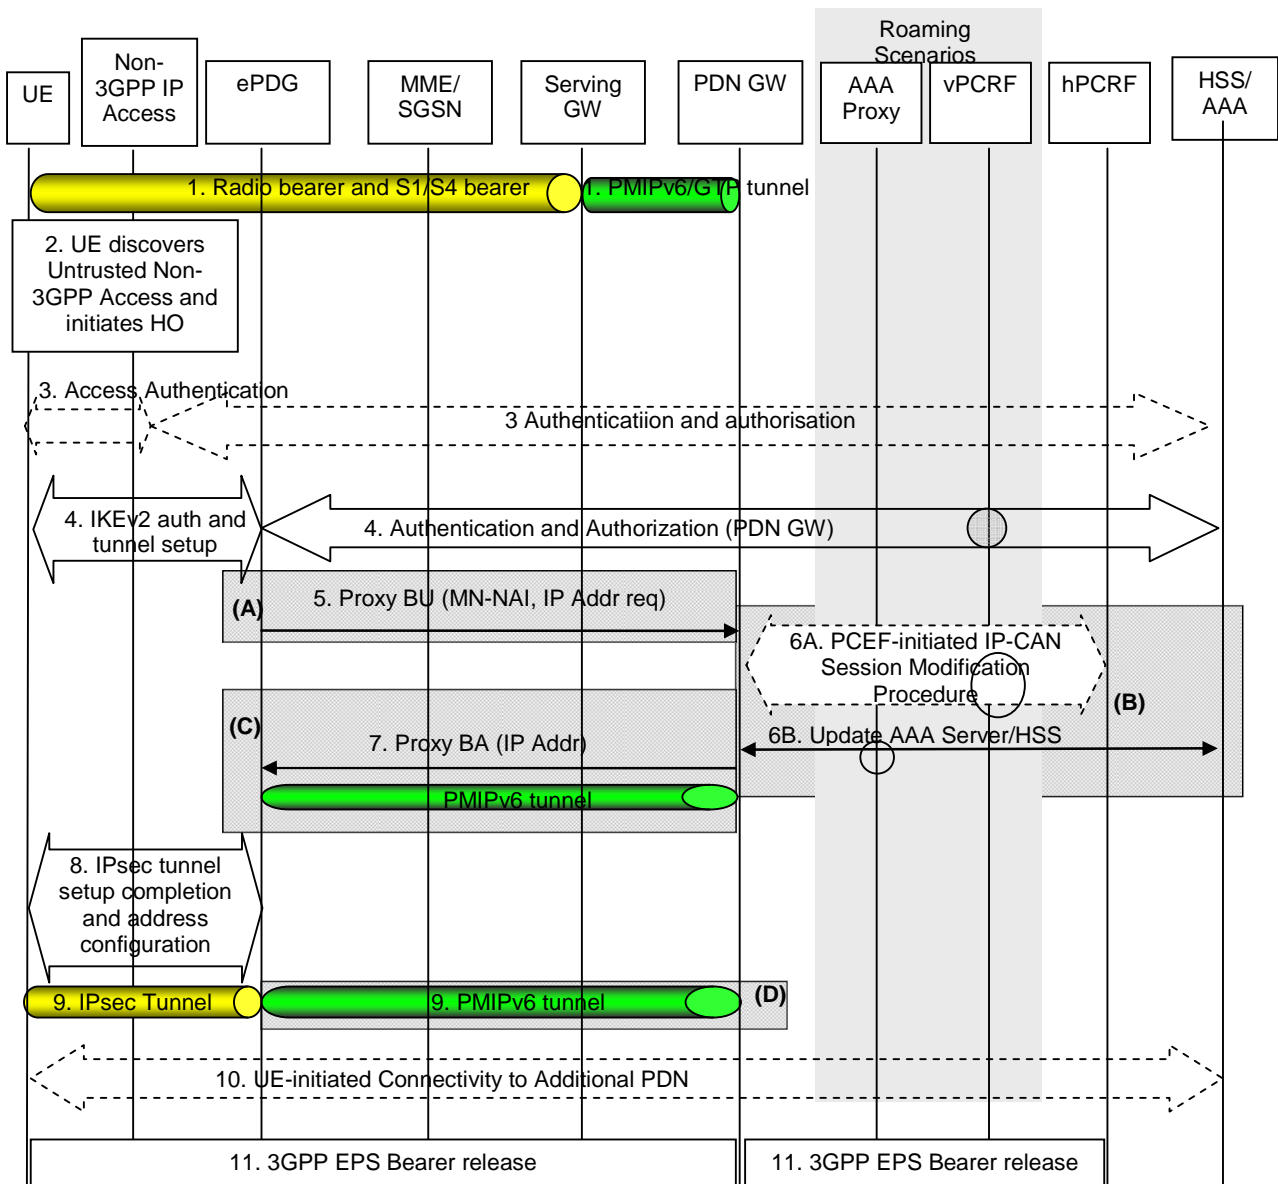 Roaming
Scenarios
UE
Non-
3GPP IP
Access
ePDG
MME/
SGSN
Serving
GW
PDN GW
AAA
Proxy
vPCRF
hPCRF
HSS/
AAA
1. Radio bearer and S1/S4 bearer
1. PMIPv6/GTP tunnel
2. UE discovers
Untrusted Non-
3GPP Access and
initiates HO
3. Access Authentication
3 Authenticatiion and authorisation
4. IKEv2 auth and
tunnel setup
4. Authentication and Authorization (PDN GW)
(A)
5. Proxy BU (MN-NAI, IP Addr req)
6A. PCEF-initiated IP-CAN
Session Modification
Procedure
(B)
(C)
7. Proxy BA (IP Addr)
6B. Update AAA Server/HSS
PMIPv6 tunnel
8. IPsec tunnel
setup completion
and address
configuration
9. IPsec Tunnel
9. PMIPv6 tunnel
(D)
10. UE-initiated Connectivity to Additional PDN
11. 3GPP EPS Bearer release
11. 3GPP EPS Bearer release